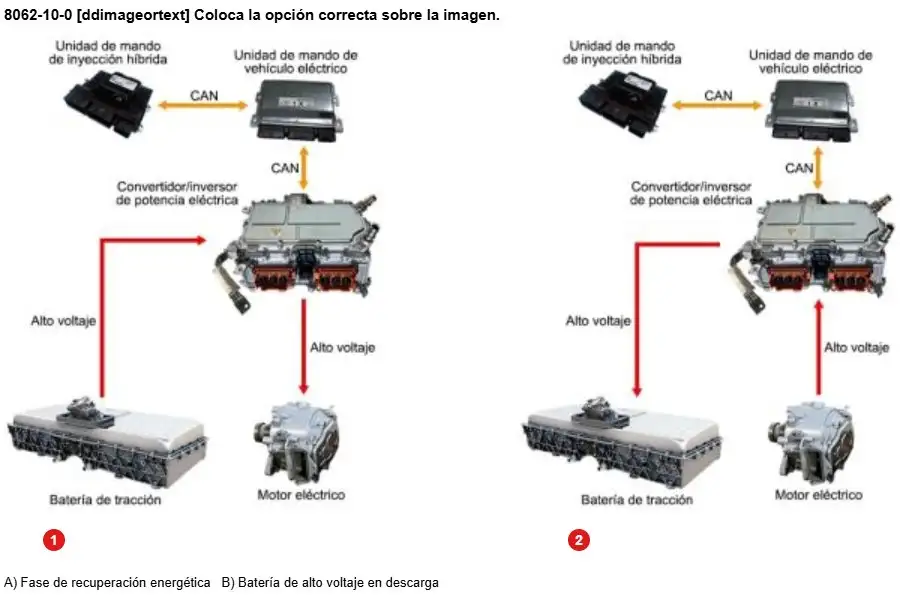 8062-10-0 [ddimageortext] Coloca la opción correcta sobre la imagen.
Unidad de mando
de inyección híbrida
Unidad de mando de
vehículo eléctrico
CAN
CAN
Convertidor/inversor
de potencia eléctrica
Alto voltaje
Alto voltaje
Batería de tracción
Motor eléctrico
1
Unidad de mando
de inyección híbrida
Unidad de mando de
vehículo eléctrico
CAN
CAN
Convertidor/inversor
de potencia eléctrica
Alto voltaje
Alto voltaje
Batería de tracción
Motor eléctrico
2
A) Fase de recuperación energética B) Batería de alto voltaje en descarga